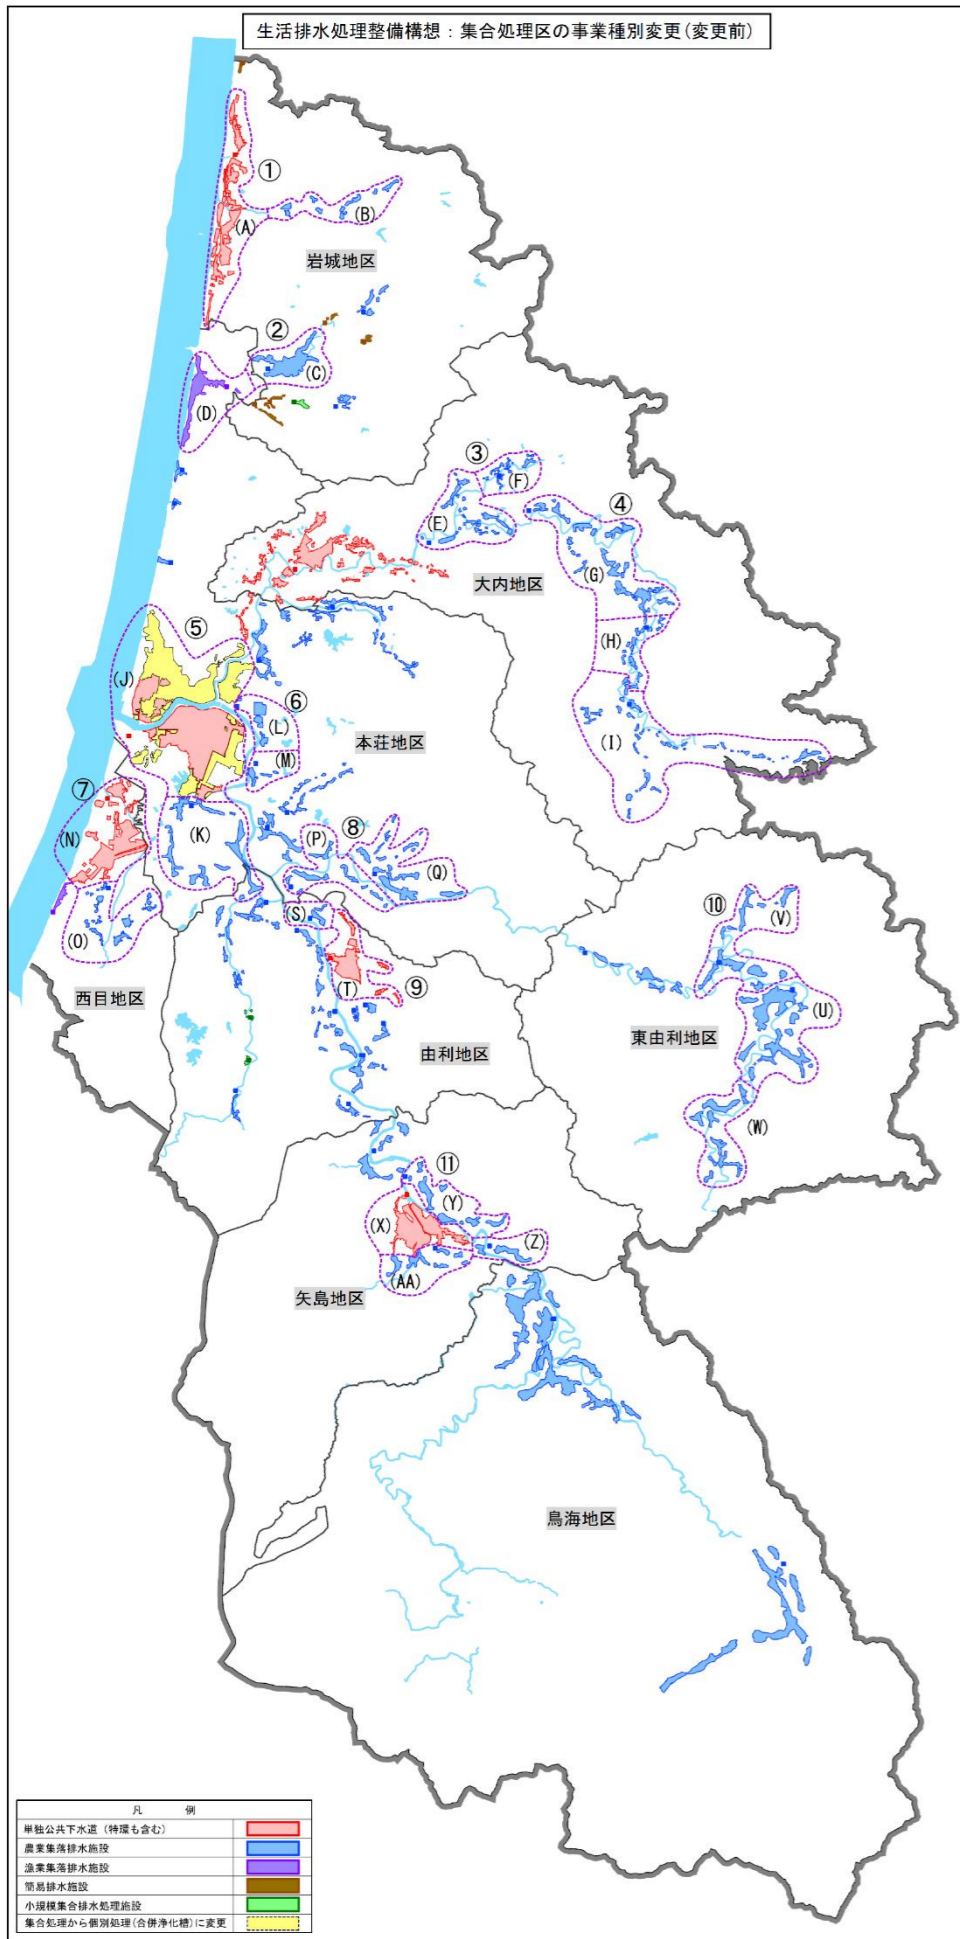 生活排水処理整備構想：集合処理区の事業種別変更(変更前)
①
(A)
(B)
岩城地区
②
(C)
(D)
③
(F)
(E)
④
(G)
大内地区
(H)
(I)
⑤
(J)
⑥
(L)
(M)
本荘地区
⑦
(N)
(K)
(P)
⑧
(Q)
(O)
(S)
(T)
⑨
西目地区
由利地区
⑩
(V)
(U)
東由利地区
(W)
⑪
(Y)
(X)
(Z)
(AA)
矢島地区
鳥海地区
凡 例
単独公共下水道（特環も含む）
農業集落排水施設
漁業集落排水施設
簡易排水施設
小規模集合排水処理施設
集合処理から個別処理(合併浄化槽)に変更